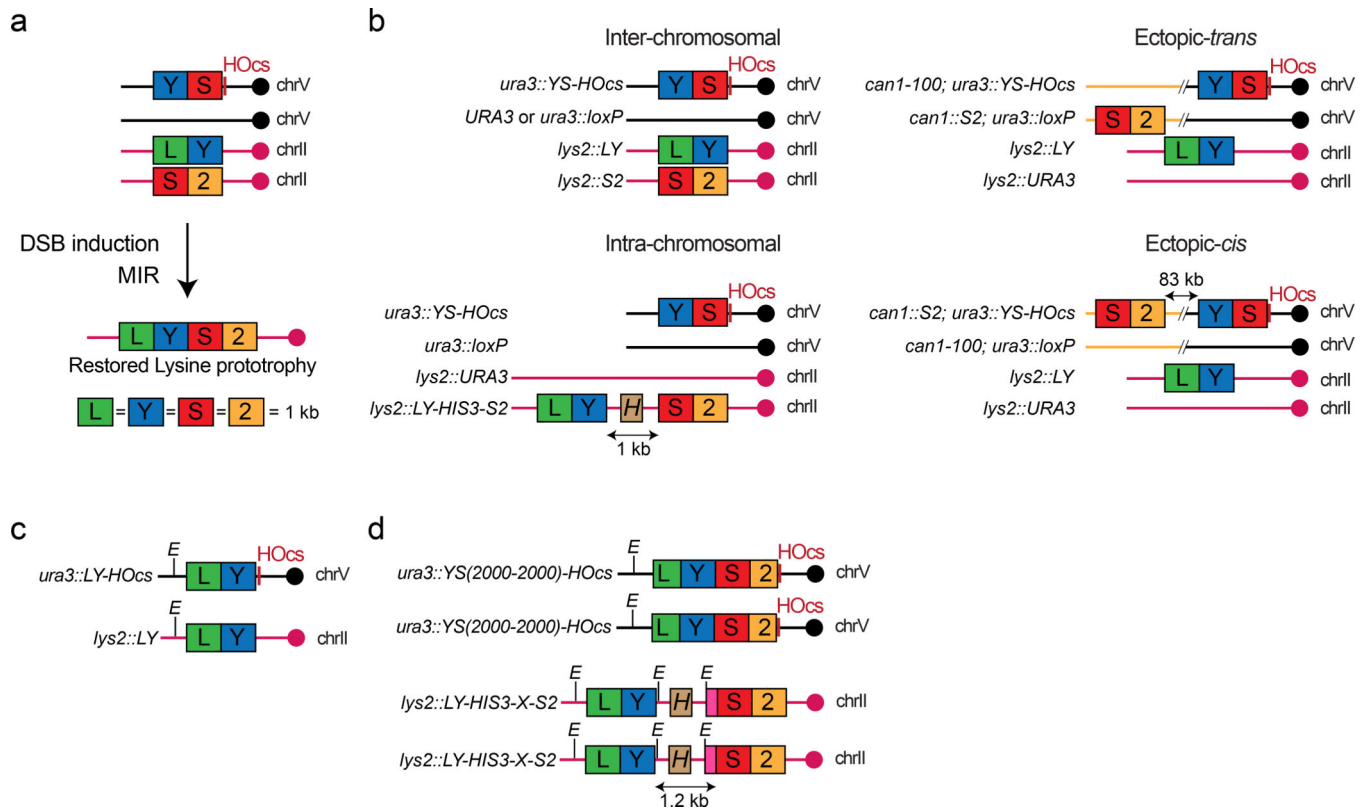 a
HOcs
Y S chrV
chrV
L Y chrII
S 2 chrII
DSB induction
MIR
L Y S 2
Restored Lysine prototrophy
L = Y = S = 2 = 1 kb
b
Inter-chromosomal
HOcs
ura3::YS-HOcs Y S chrV
URA3 or ura3::loxP chrV
lys2::LY L Y chrII
lys2::S2 S 2 chrII
Ectopic-trans
HOcs
can1-100; ura3::YS-HOcs Y S chrV
can1::S2; ura3::loxP S 2 chrV
lys2::LY L Y chrII
lys2::URA3 chrII
Intra-chromosomal
HOcs
ura3::YS-HOcs Y S chrV
ura3::loxP chrV
lys2::URA3 chrII
lys2::LY-HIS3-S2 L Y H S 2 chrII
1 kb
Ectopic-cis
83 kb
HOcs
can1::S2; ura3::YS-HOcs S 2 Y S chrV
can1-100; ura3::loxP chrV
lys2::LY L Y chrII
lys2::URA3 chrII
c
E
HOcs
ura3::LY-HOcs L Y chrV
E
lys2::LY L Y chrII
d
E
HOcs
ura3::YS(2000-2000)-HOcs L Y S 2 chrV
E
HOcs
ura3::YS(2000-2000)-HOcs L Y S 2 chrV
E E E
lys2::LY-HIS3-X-S2 L Y H S 2 chrII
E E E
lys2::LY-HIS3-X-S2 L Y H S 2 chrII
1.2 kb